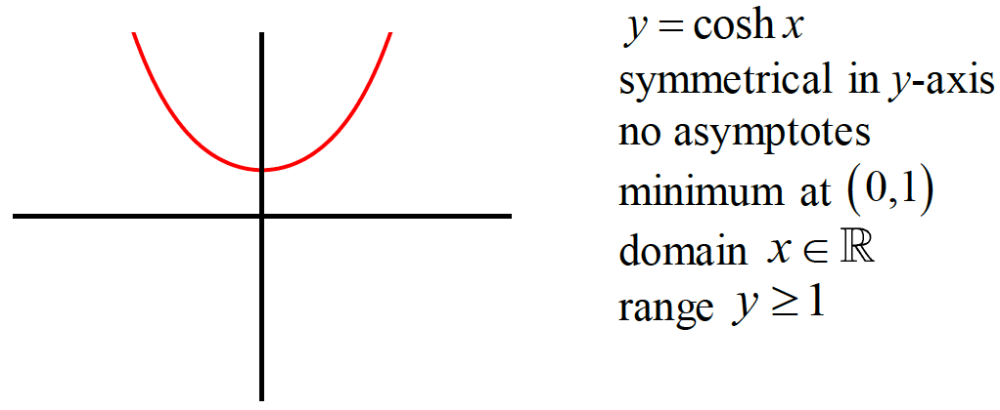 y = cosh x
symmetrical in y-axis
no asymptotes
minimum at (0,1)
domain x ∈ ℝ
range y ≥ 1